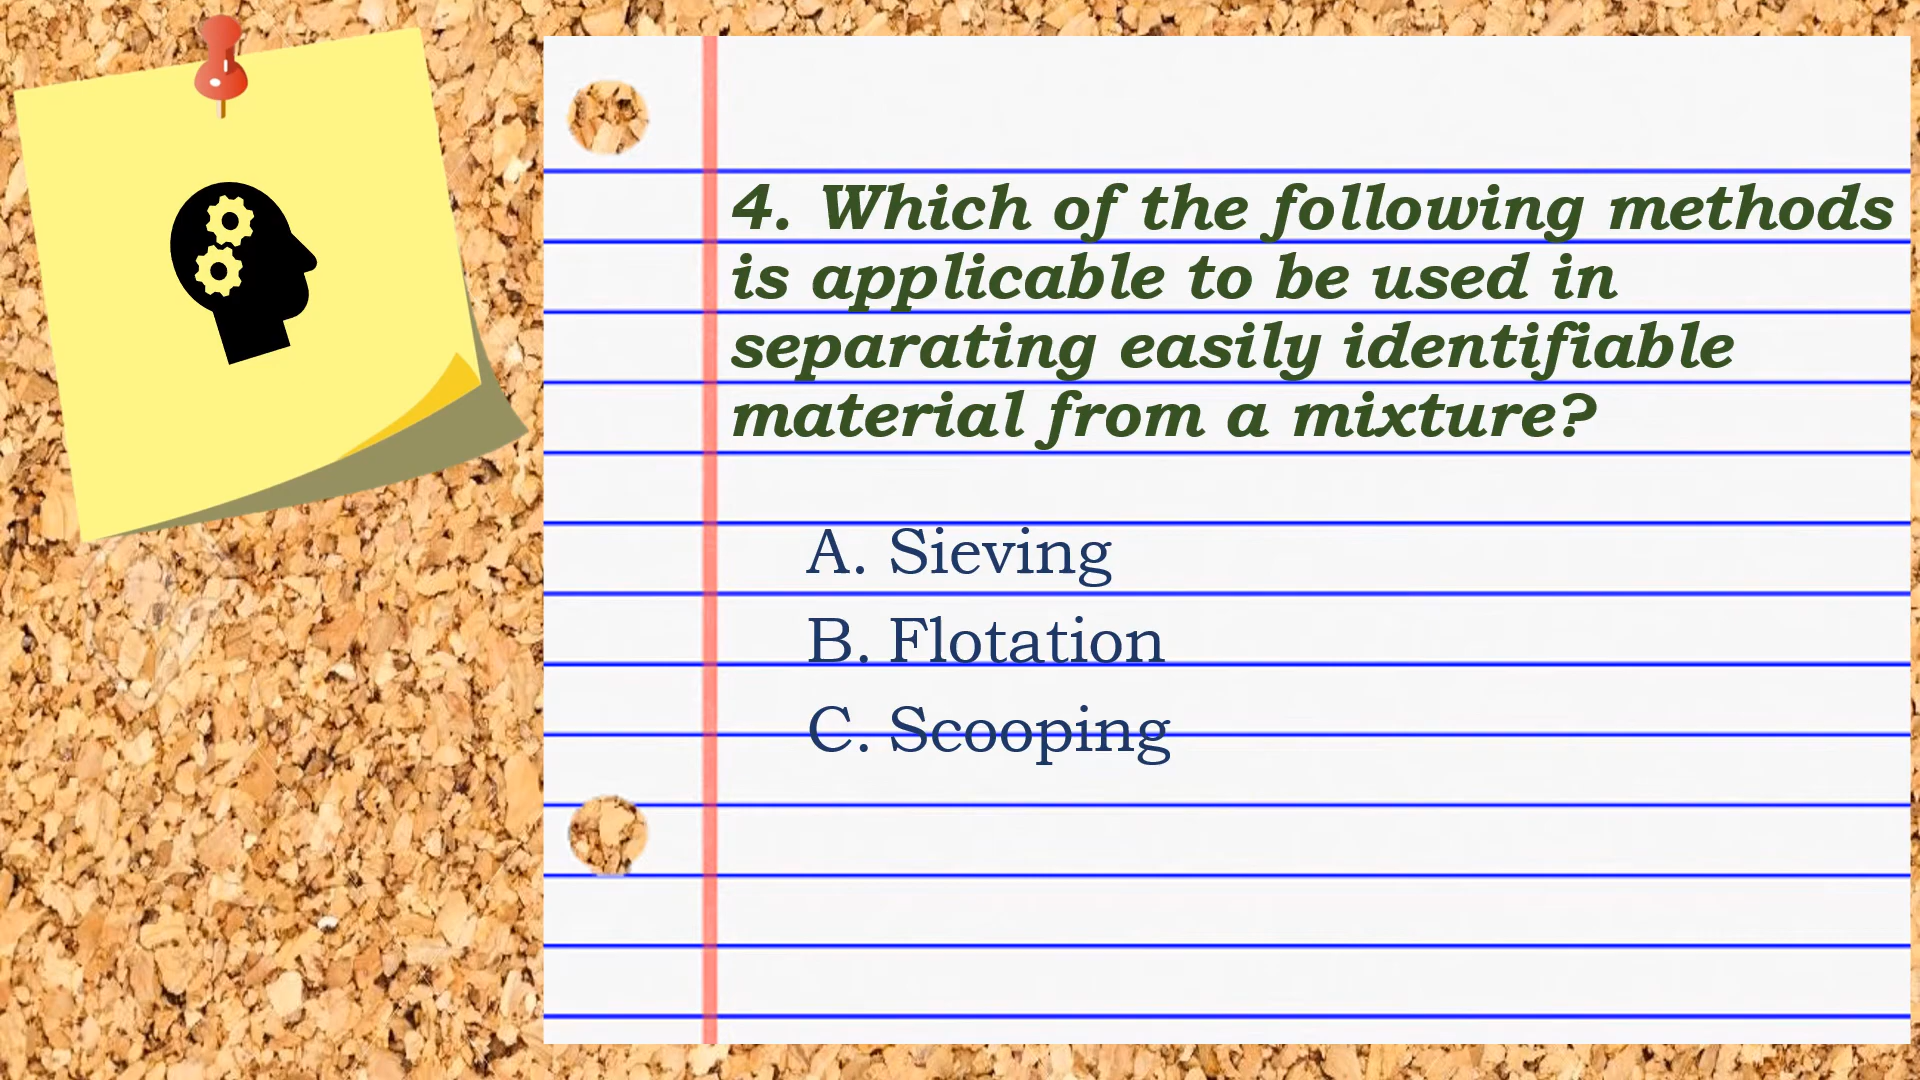 4. Which of the following methods
is applicable to be used in
separating easily identifiable
material from a mixture?
A. Sieving
B. Flotation
C. Scooping